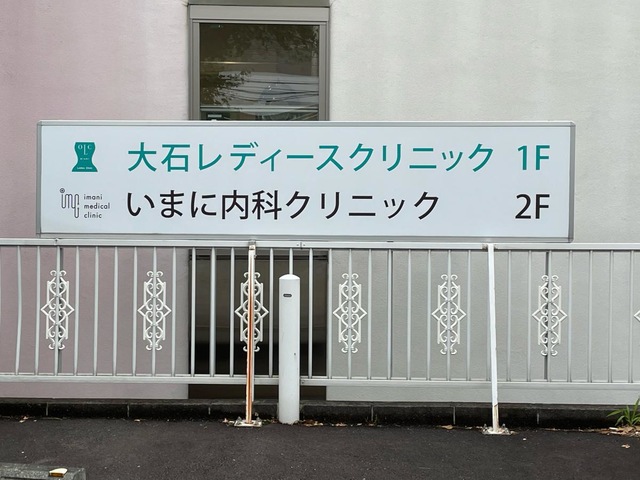 大石レディースクリニック 1F
imani
medical
clinic
いまに内科クリニック 2F